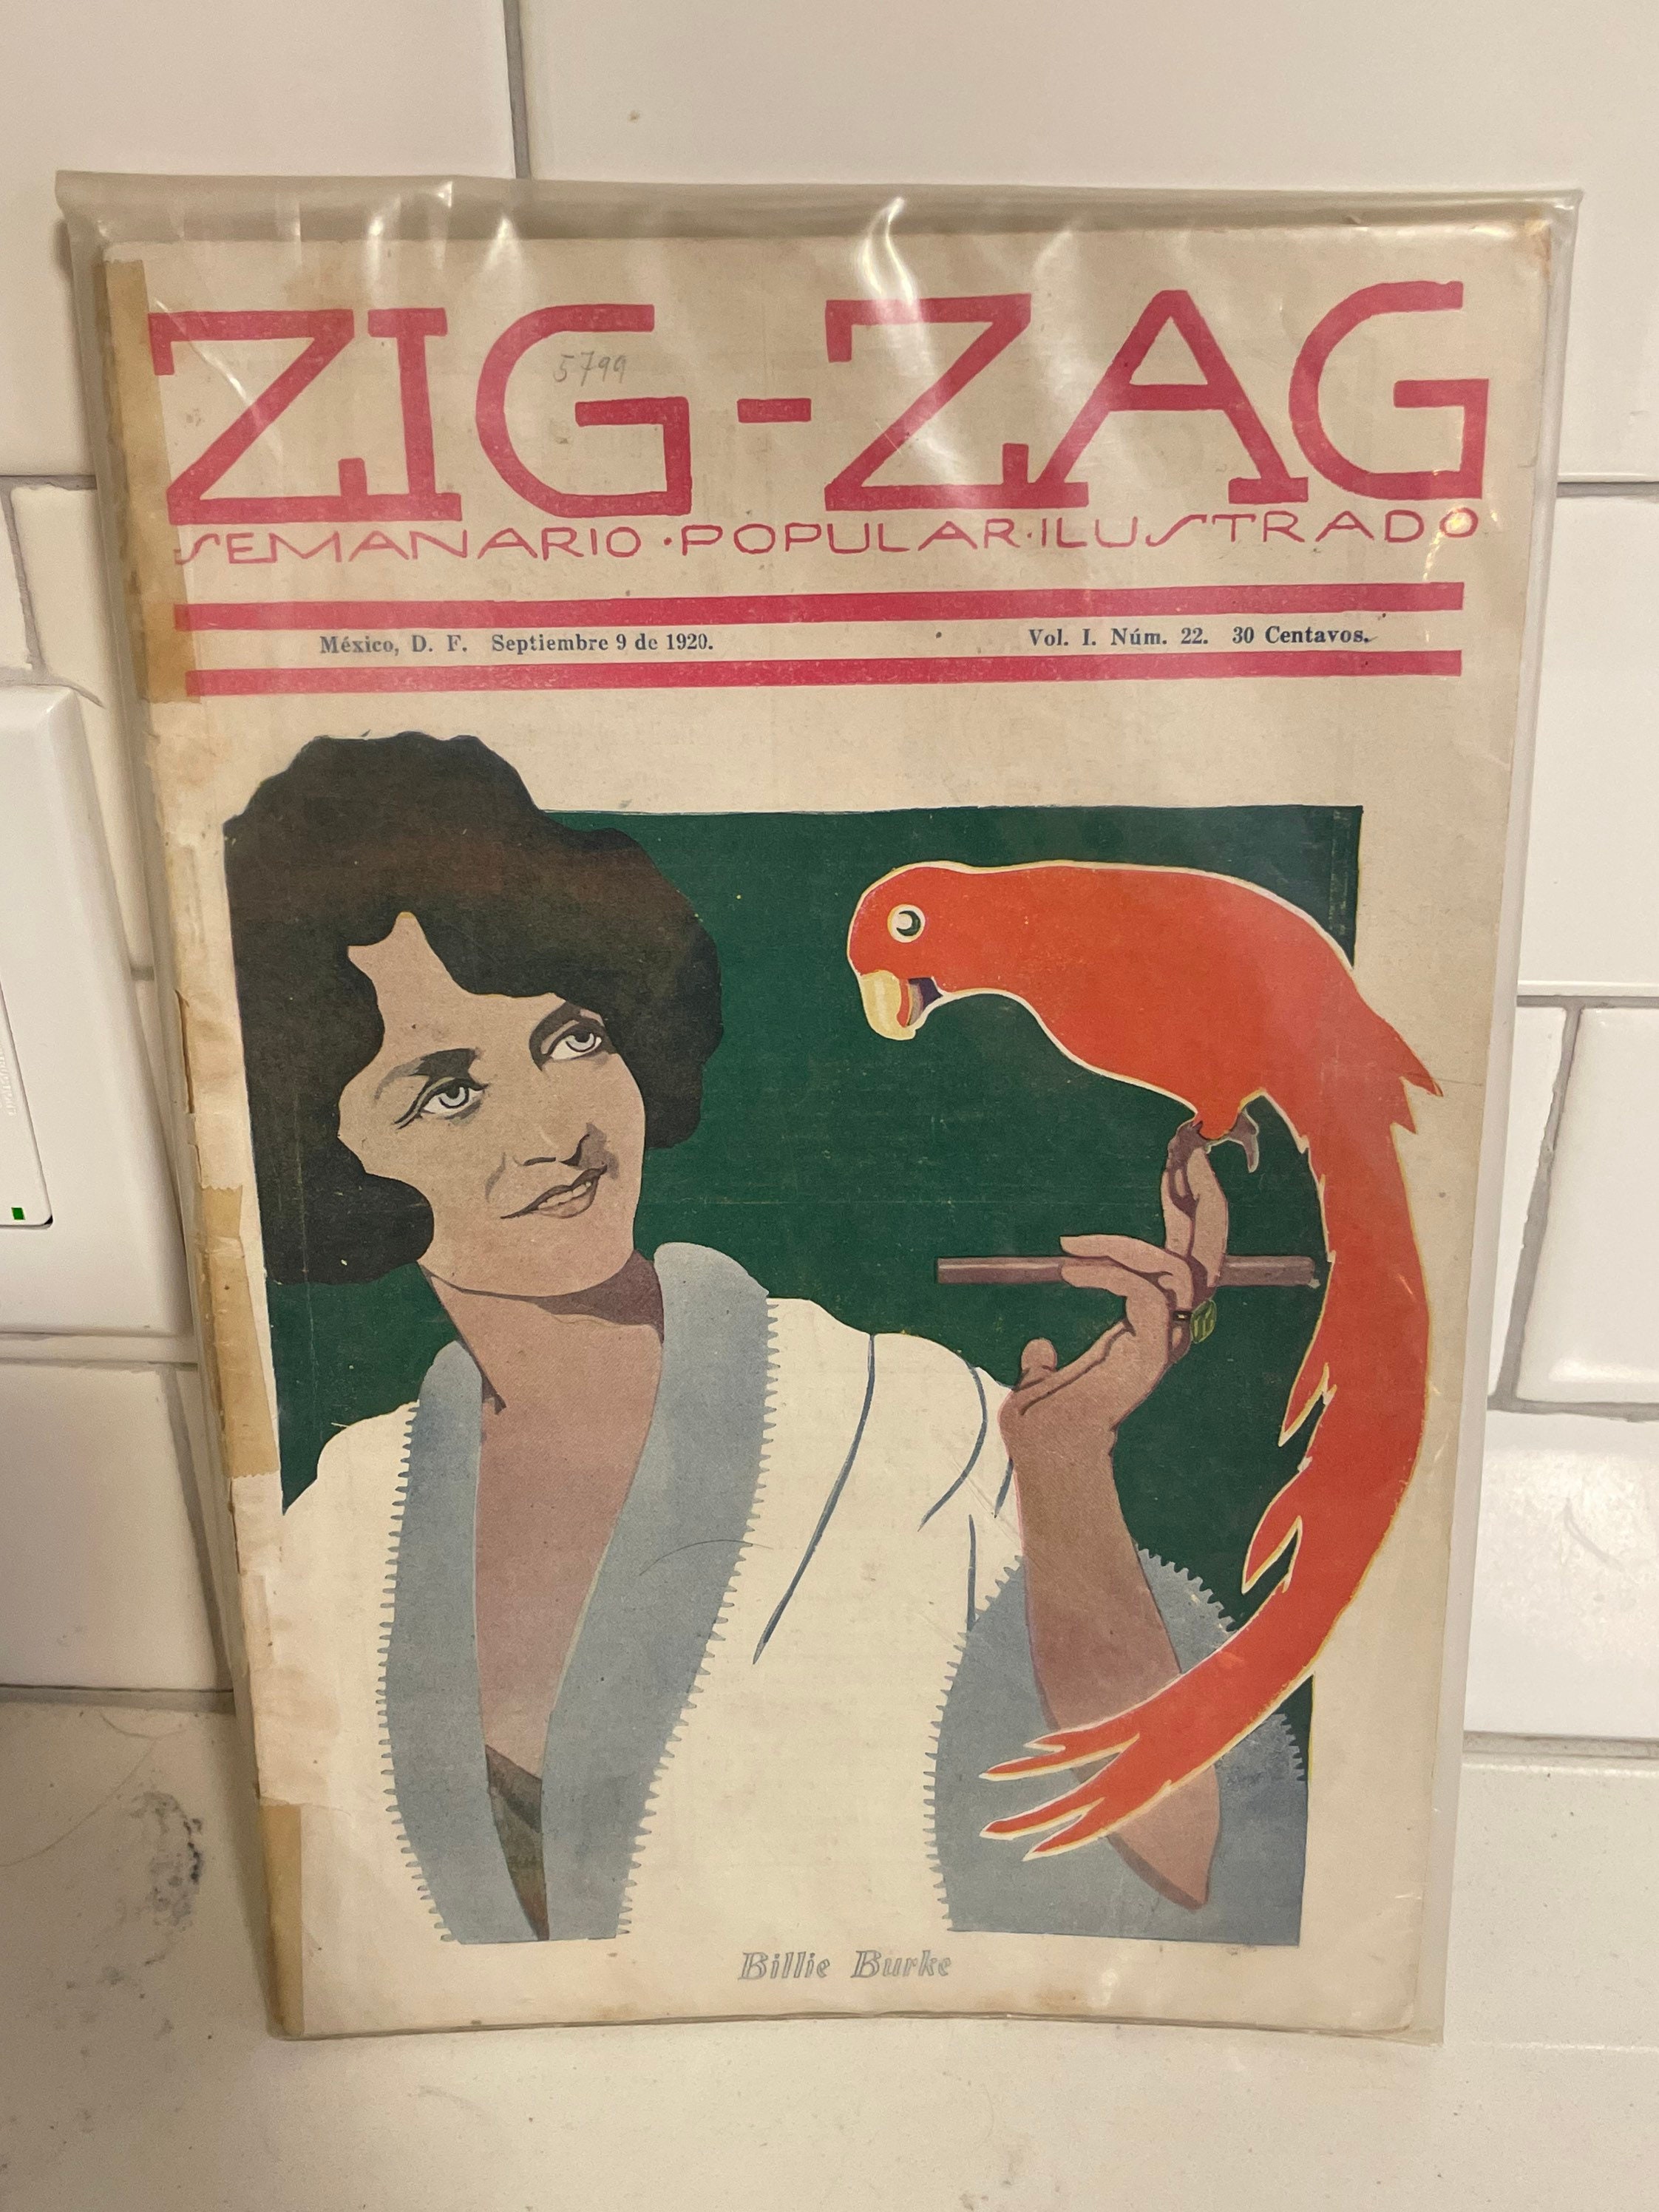 ZIG-ZAG
5799
SEMANARIO·POPULAR·ILUSTRADO
México, D. F. Septiembre 9 de 1920. Vol. I. Núm. 22. 30 Centavos.
Billie Burke